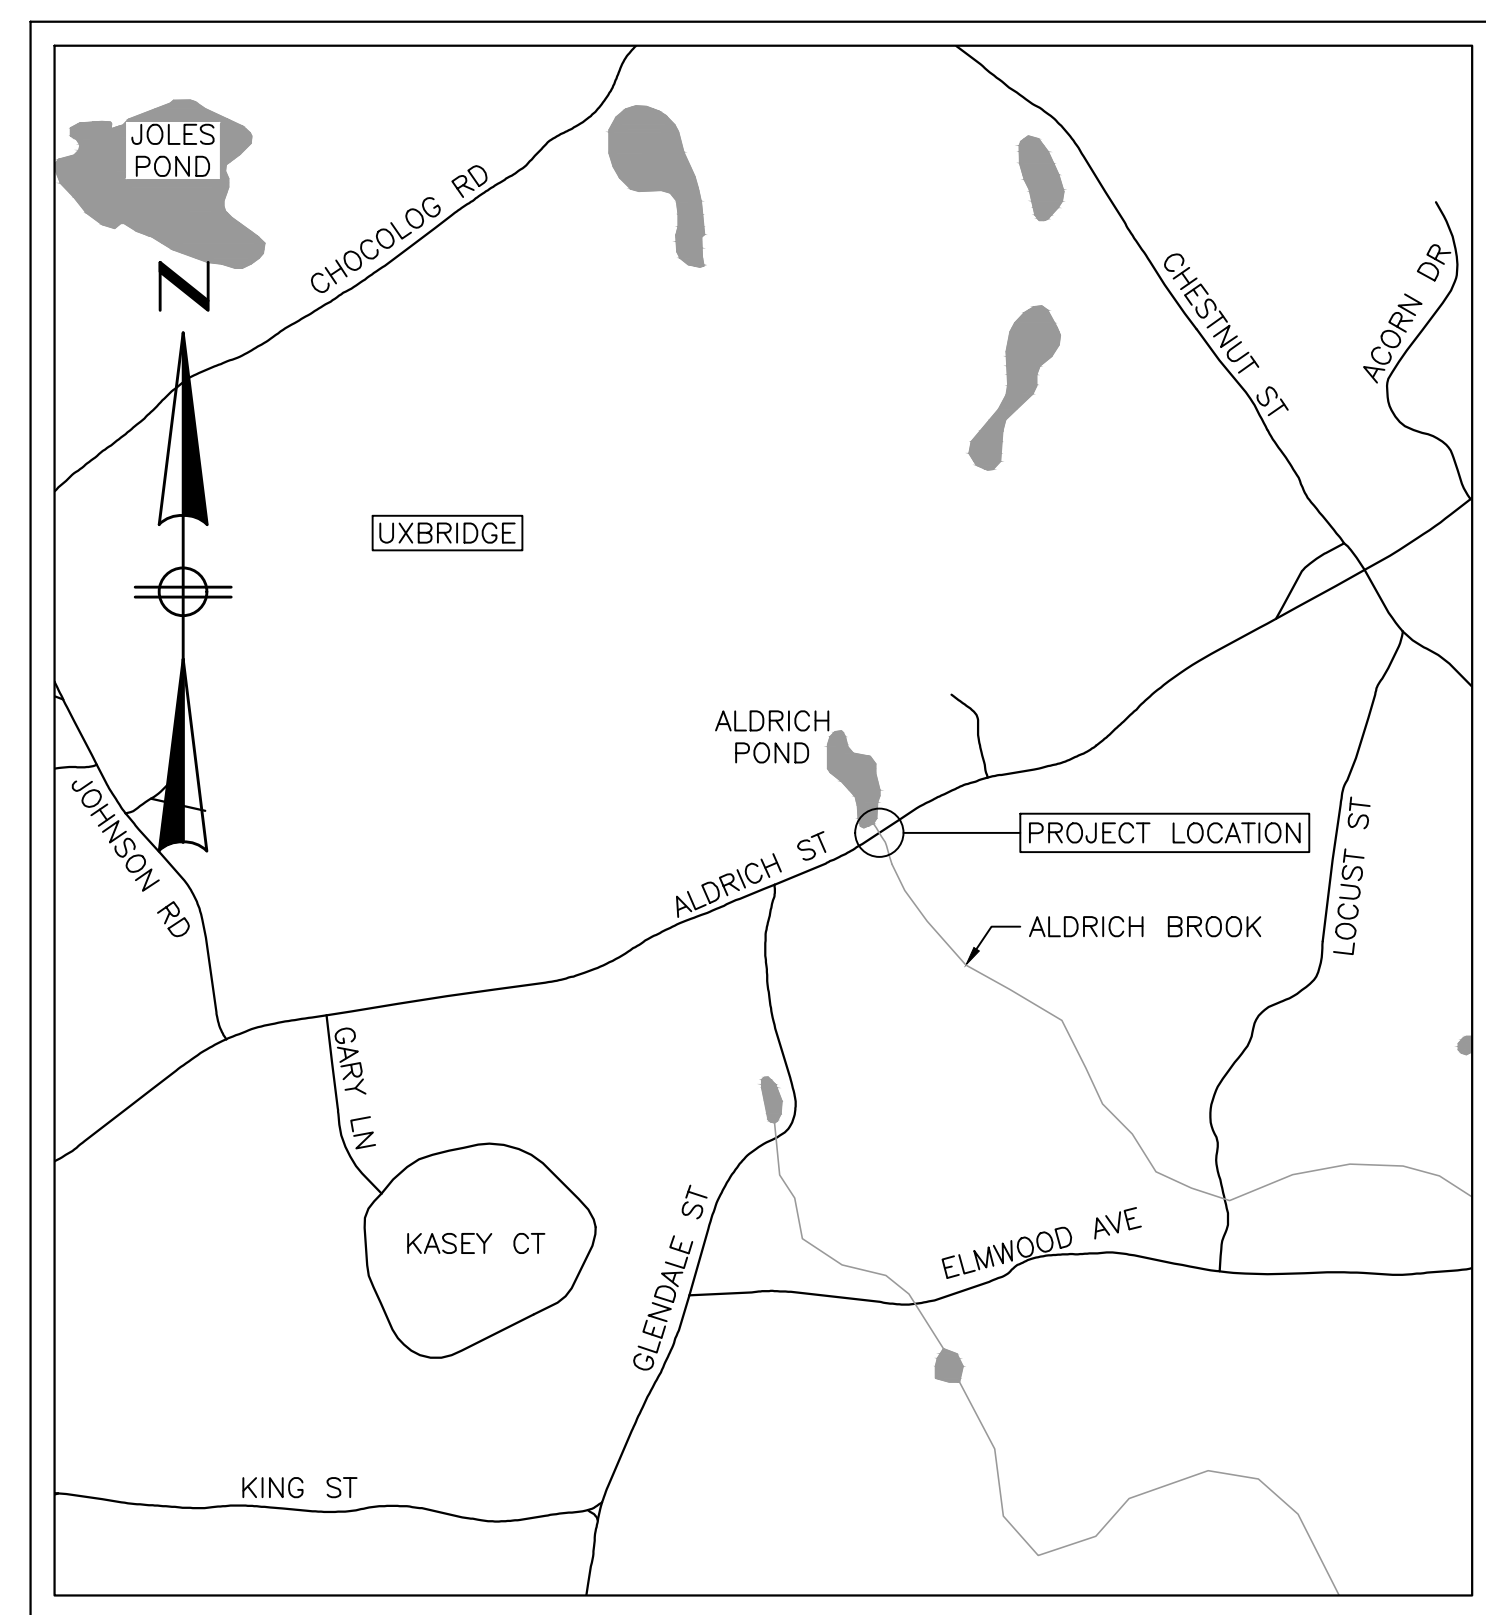 JOLES
POND
CHOCOLOG RD
N
CHESTNUT ST
ACORN DR
UXBRIDGE
ALDRICH
POND
JOHNSON RD
PROJECT LOCATION
ALDRICH ST
LOCUST ST
ALDRICH BROOK
GARY LN
KASEY CT
GLENDALE ST
ELMWOOD AVE
KING ST